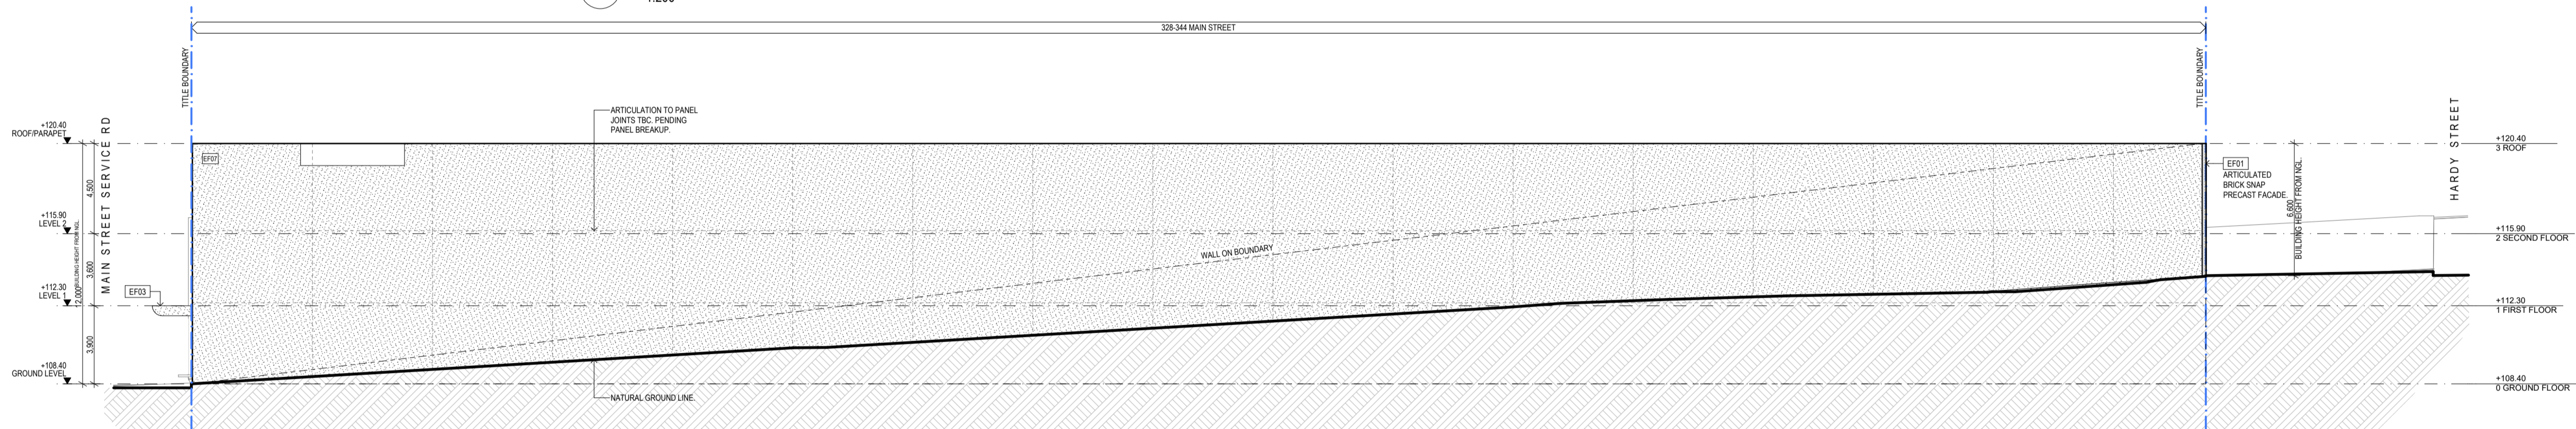 328-344 MAIN STREET
TITLE BOUNDARY
TITLE BOUNDARY
MAIN STREET SERVICE RD
HARDY STREET
+120.40
ROOF/PARAPET
+115.90
LEVEL 2
+112.30
LEVEL 1
+108.40
GROUND LEVEL
4,500
3,600
3,900
BUILDING HEIGHT FROM NGL
EF03
EF07
ARTICULATION TO PANEL
JOINTS TBC. PENDING
PANEL BREAKUP.
WALL ON BOUNDARY
NATURAL GROUND LINE.
EF01
ARTICULATED
BRICK SNAP
PRECAST FACADE.
6,600
BUILDING HEIGHT FROM NGL.
+120.40
3 ROOF
+115.90
2 SECOND FLOOR
+112.30
1 FIRST FLOOR
+108.40
0 GROUND FLOOR